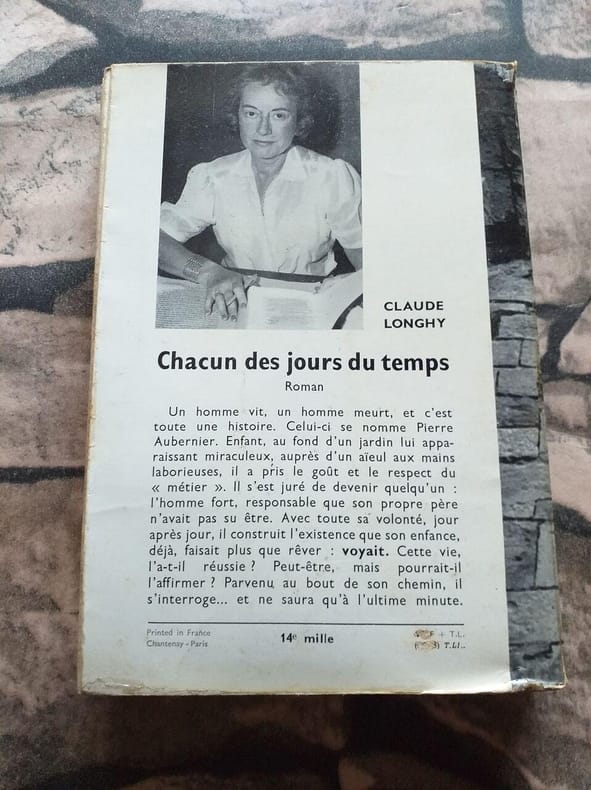 CLAUDE
LONGHY
Chacun des jours du temps
Roman
Un homme vit, un homme meurt, et c'est
toute une histoire. Celui-ci se nomme Pierre
Aubernier. Enfant, au fond d'un jardin lui appa-
raissant miraculeux, auprès d'un aïeul aux mains
laborieuses, il a pris le goût et le respect du
« métier ». Il s'est juré de devenir quelqu'un :
l'homme fort, responsable que son propre père
n'avait pas su être. Avec toute sa volonté, jour
après jour, il construit l'existence que son enfance,
déjà, faisait plus que rêver : voyait. Cette vie,
l'a-t-il réussie ? Peut-être, mais pourrait-il
l'affirmer ? Parvenu au bout de son chemin, il
s'interroge... et ne saura qu'à l'ultime minute.
Printed in France
Chantenay - Paris
14e mille
+ T.L.
T.LI..